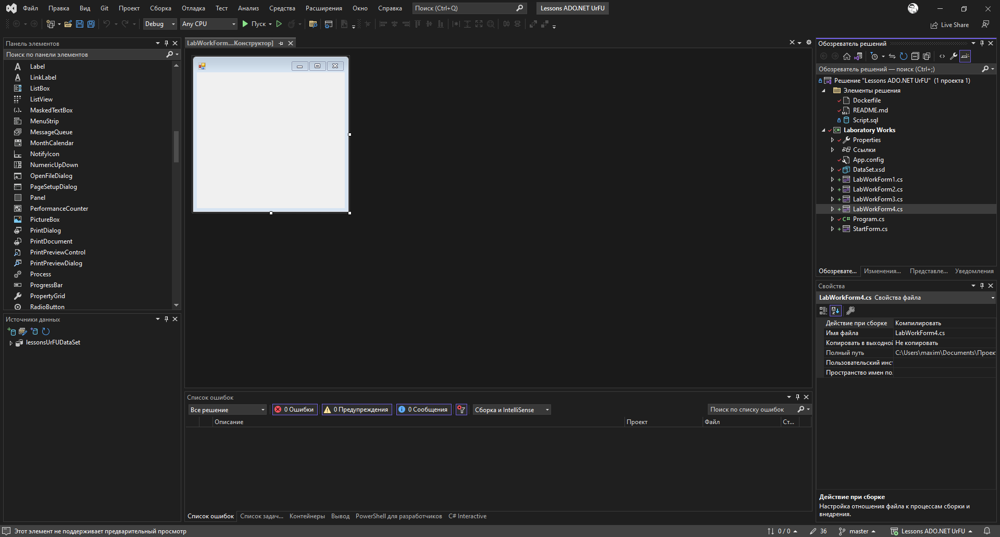 Файл Правка Вид Git Проект Сборка Отладка Тест Анализ Средства Расширения Окно Справка Поиск (Ctrl+Q) Lessons ADO.NET UrFU
Debug Any CPU Пуск Live Share
Панель элементов
Поиск по панели элементов
Label
LinkLabel
ListBox
ListView
MaskedTextBox
MenuStrip
MessageQueue
MonthCalendar
NotifyIcon
NumericUpDown
OpenFileDialog
PageSetupDialog
Panel
PerformanceCounter
PictureBox
PrintDialog
PrintDocument
PrintPreviewControl
PrintPreviewDialog
Process
ProgressBar
PropertyGrid
RadioButton
Источники данных
lessonsUrFUDataSet
LabWorkForm...Конструктор]
Список ошибок
Все решение 0 Ошибки 0 Предупреждения 0 Сообщения Сборка и IntelliSense Поиск по списку ошибок
Описание Проект Файл Ст...
Список ошибок Список задач... Контейнеры Вывод PowerShell для разработчиков C# Interactive
Обозреватель решений
Обозреватель решений — поиск (Ctrl+;)
Решение "Lessons ADO.NET UrFU" (1 проекта 1)
Элементы решения
Dockerfile
README.md
Script.sql
Laboratory Works
Properties
Ссылки
App.config
DataSet.xsd
LabWorkForm1.cs
LabWorkForm2.cs
LabWorkForm3.cs
LabWorkForm4.cs
C# Program.cs
StartForm.cs
Обозревате... Изменения... Представле... Уведомления
Свойства
LabWorkForm4.cs Свойства файла
Действие при сборке Компилировать
Имя файла LabWorkForm4.cs
Копировать в выходной Не копировать
Полный путь C:\Users\maxim\Documents\Проек
Пользовательский инс
Пространство имен по.
Действие при сборке
Настройка отношения файла к процессам сборки и
внедрения.
Этот элемент не поддерживает предварительный просмотр 0 / 0 36 master Lessons ADO.NET UrFU